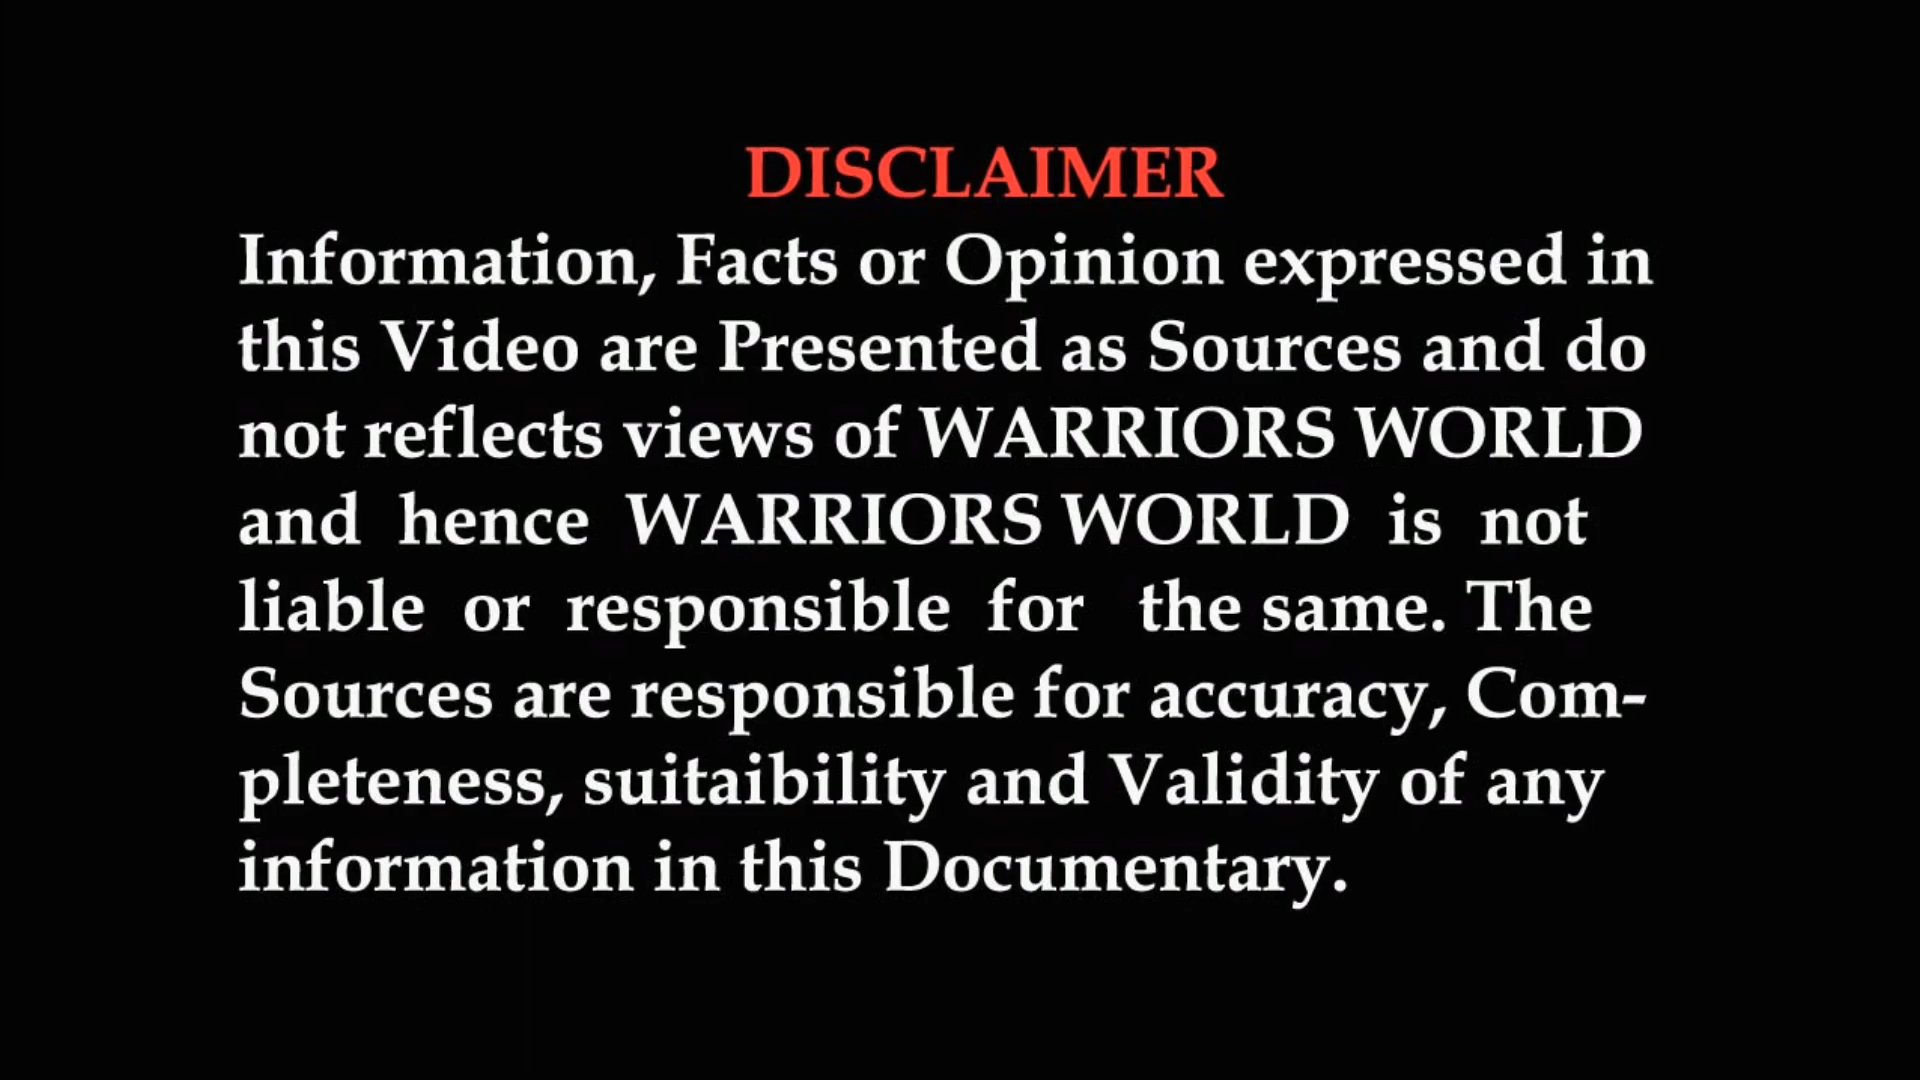 DISCLAIMER
Information, Facts or Opinion expressed in
this Video are Presented as Sources and do
not reflects views of WARRIORS WORLD
and hence WARRIORS WORLD is not
liable or responsible for the same. The
Sources are responsible for accuracy, Com-
pleteness, suitaibility and Validity of any
information in this Documentary.